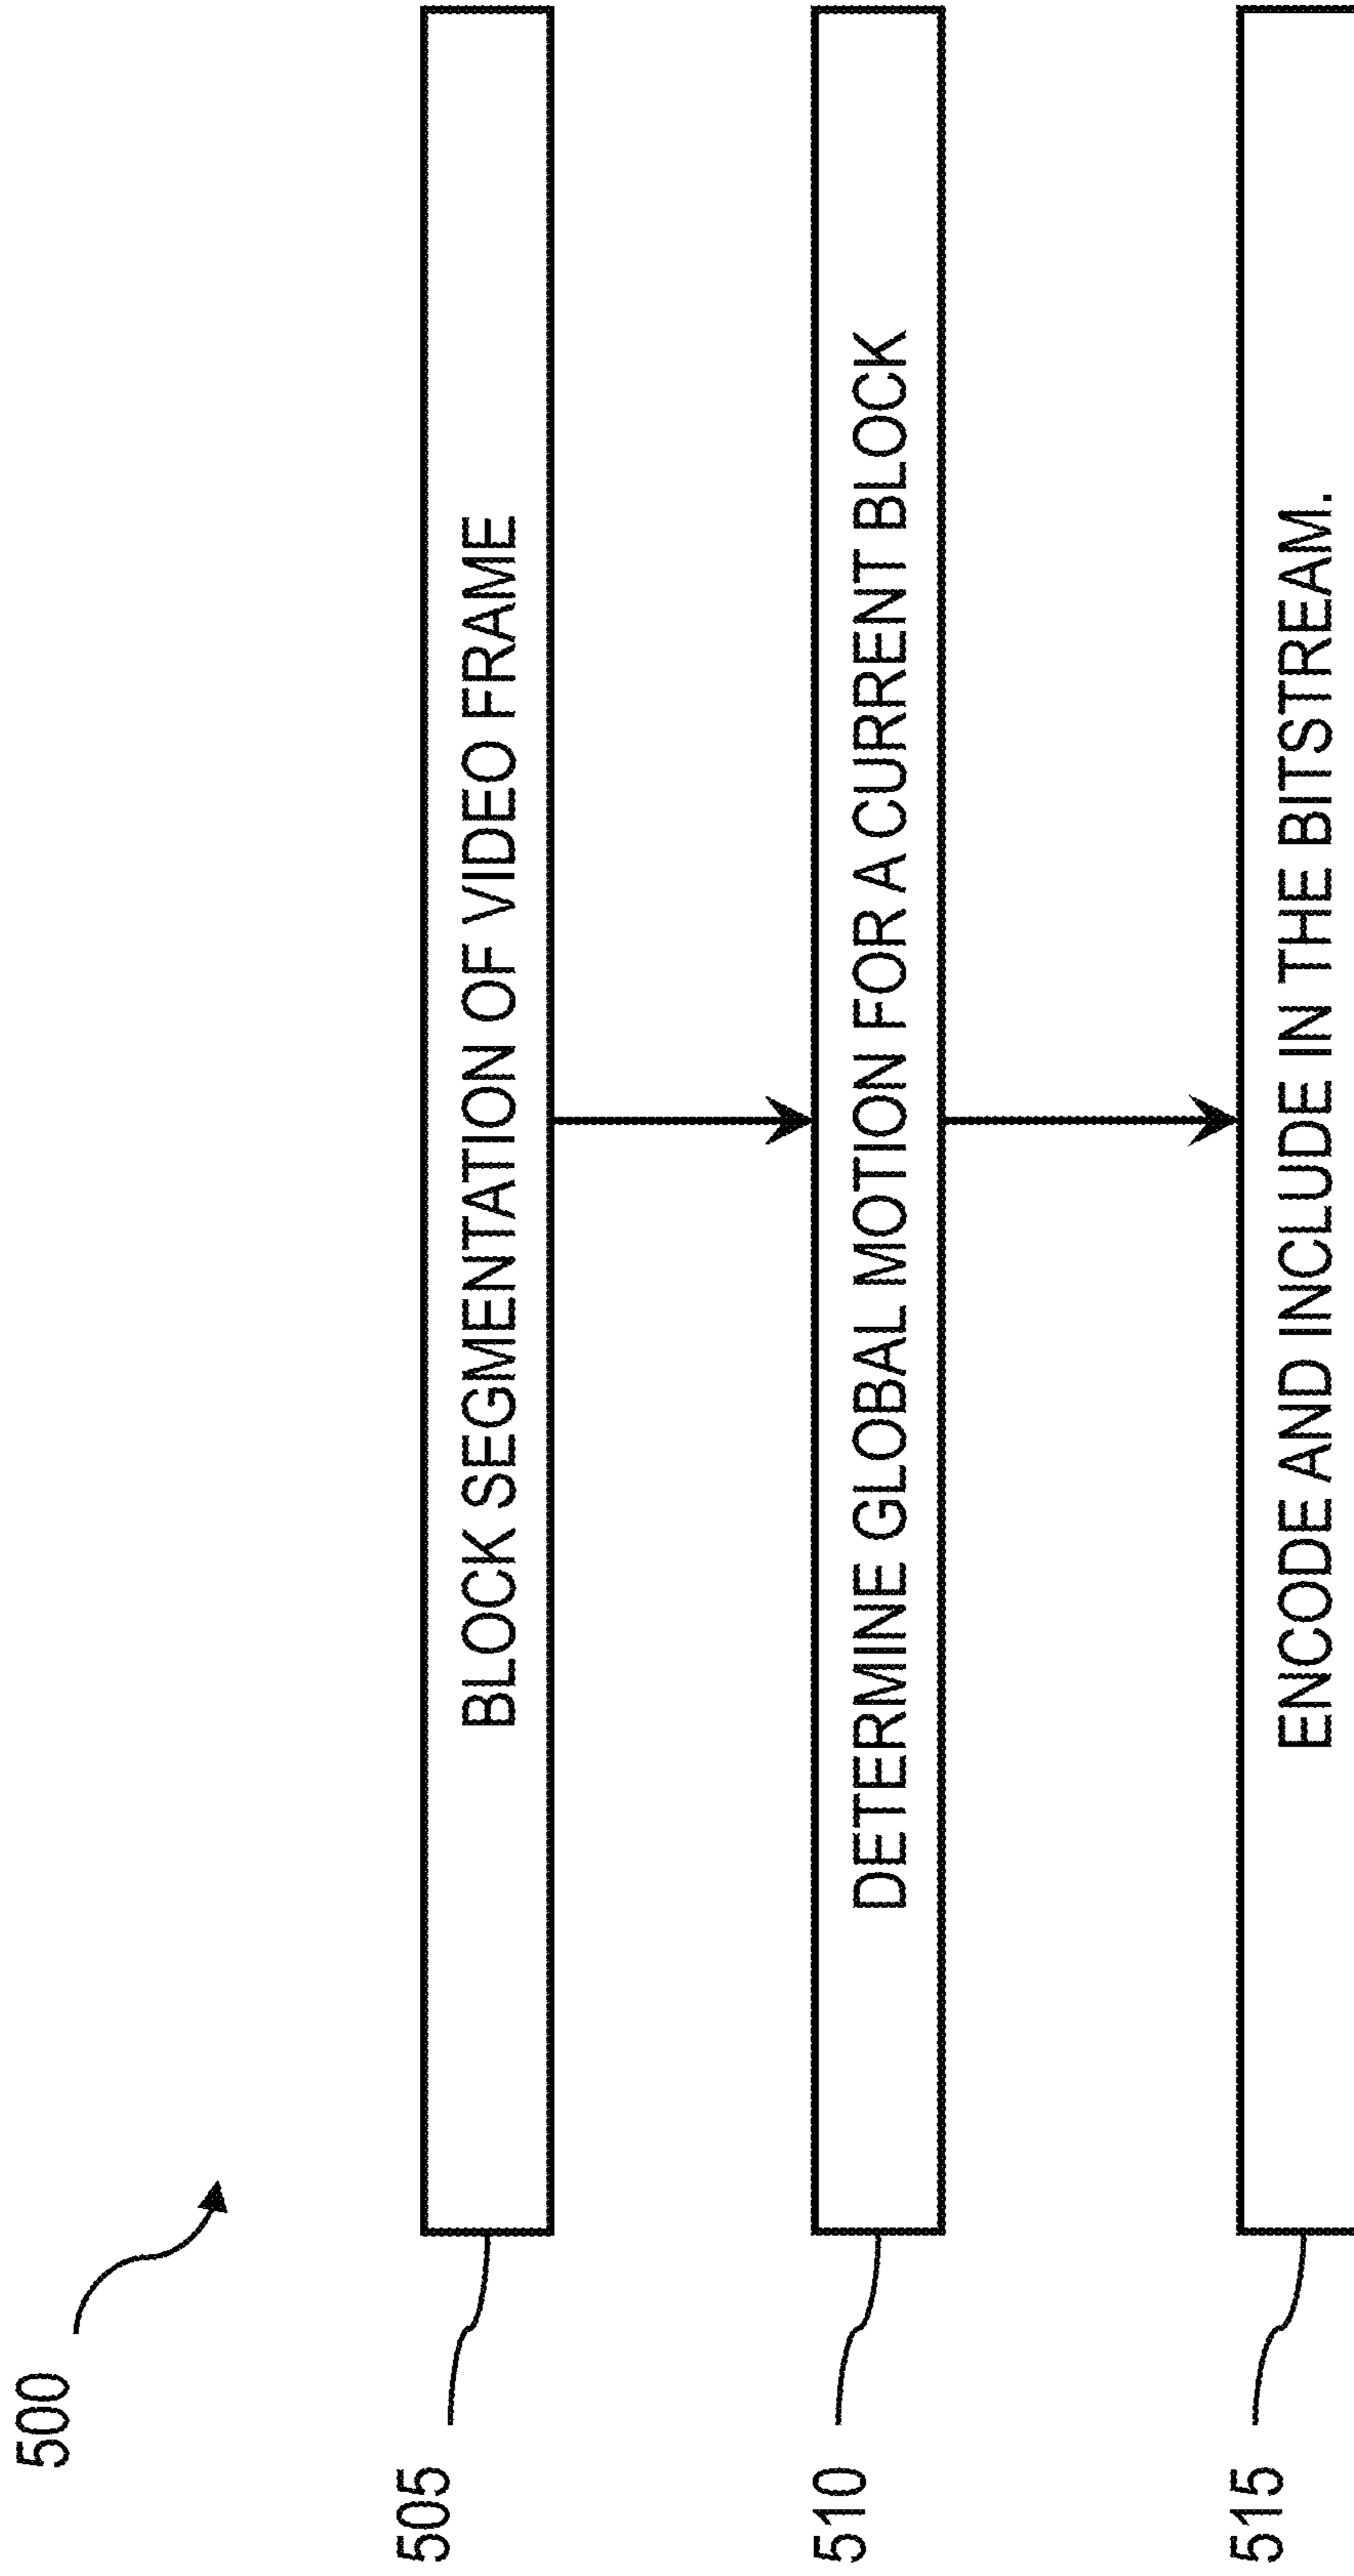 500
505
BLOCK SEGMENTATION OF VIDEO FRAME
510
DETERMINE GLOBAL MOTION FOR A CURRENT BLOCK
515
ENCODE AND INCLUDE IN THE BITSTREAM.